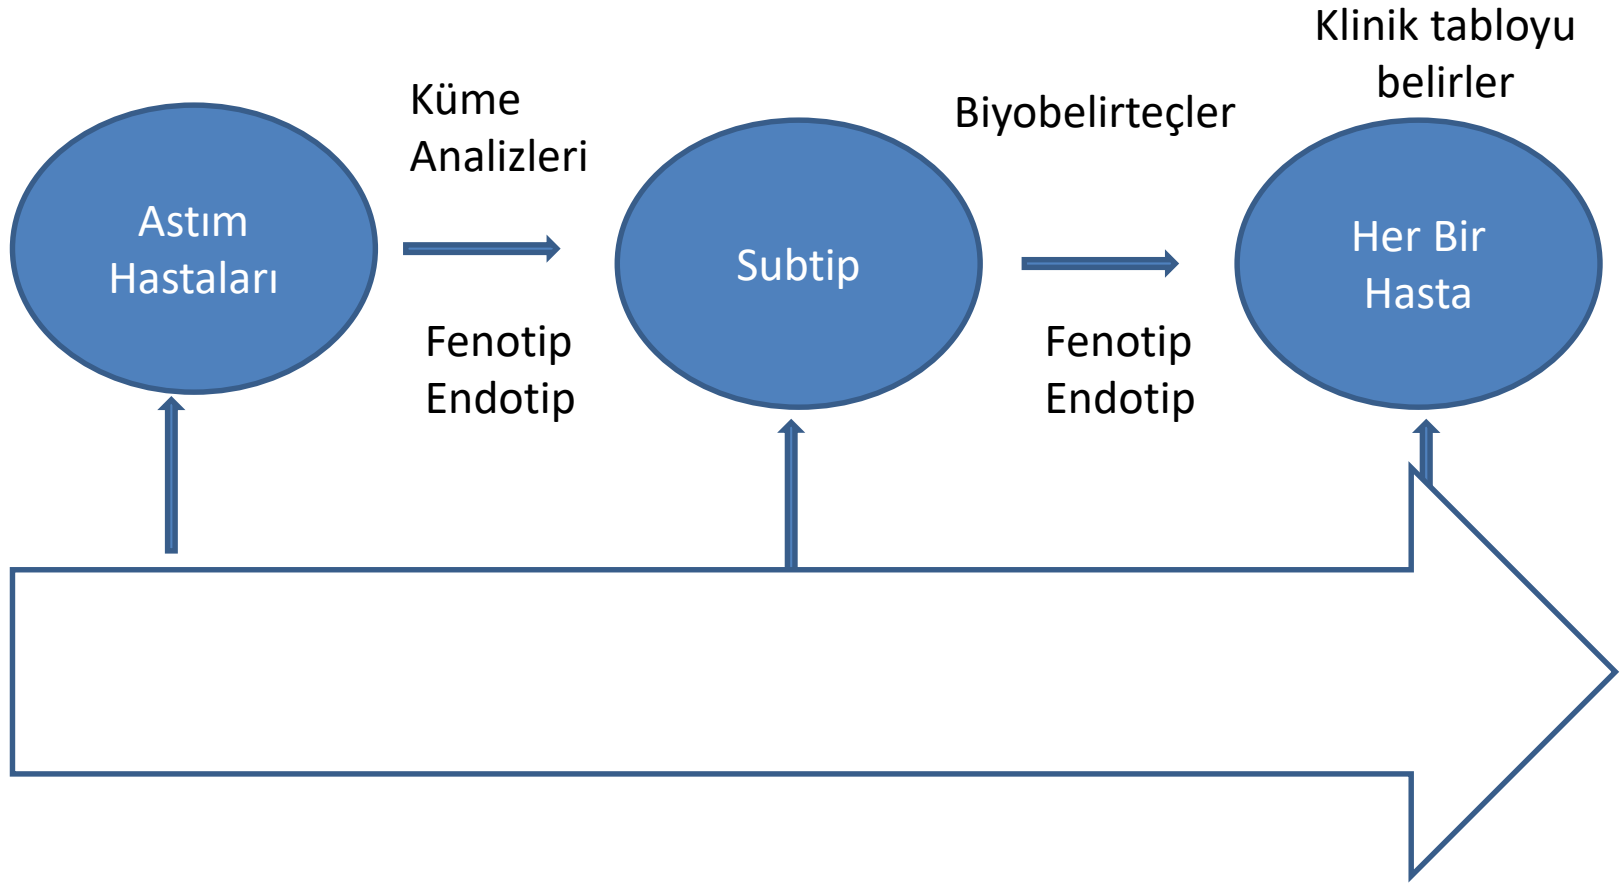 Astım
Hastaları
Küme
Analizleri
Fenotip
Endotip
Subtip
Biyobelirteçler
Fenotip
Endotip
Klinik tabloyu
belirler
Her Bir
Hasta